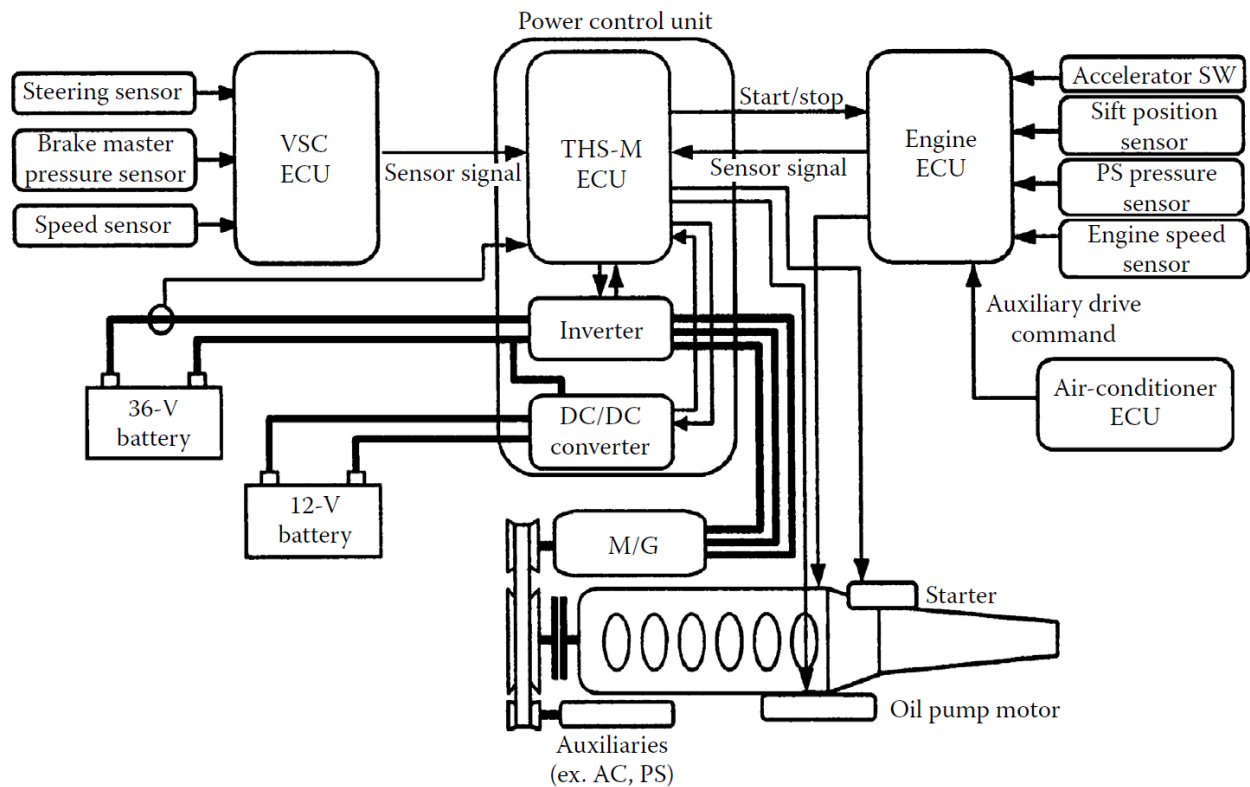 Power control unit
Steering sensor
Brake master
pressure sensor
Speed sensor
VSC
ECU
Sensor signal
THS-M
ECU
Start/stop
Sensor signal
Engine
ECU
Accelerator SW
Sift position
sensor
PS pressure
sensor
Engine speed
sensor
Auxiliary drive
command
Air-conditioner
ECU
Inverter
DC/DC
converter
36-V
battery
12-V
battery
M/G
Starter
Oil pump motor
Auxiliaries
(ex. AC, PS)